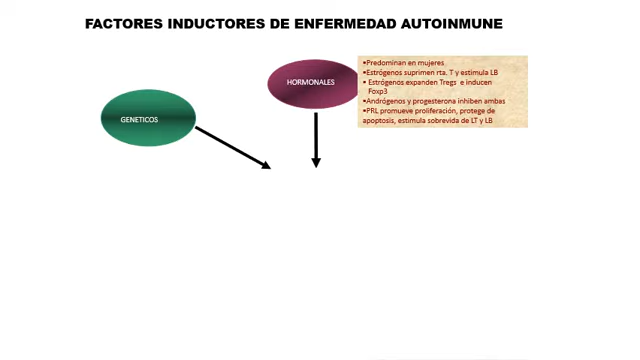 FACTORES INDUCTORES DE ENFERMEDAD AUTOINMUNE
HORMONALES
▪Predominan en mujeres
▪Estrógenos suprimen rta. T y estimula LB
▪ Estrógenos expanden Tregs e inducen
Foxp3
▪Andrógenos y progesterona inhiben ambas
▪PRL promueve proliferación, protege de
apoptosis, estimula sobrevida de LT y LB
GENETICOS